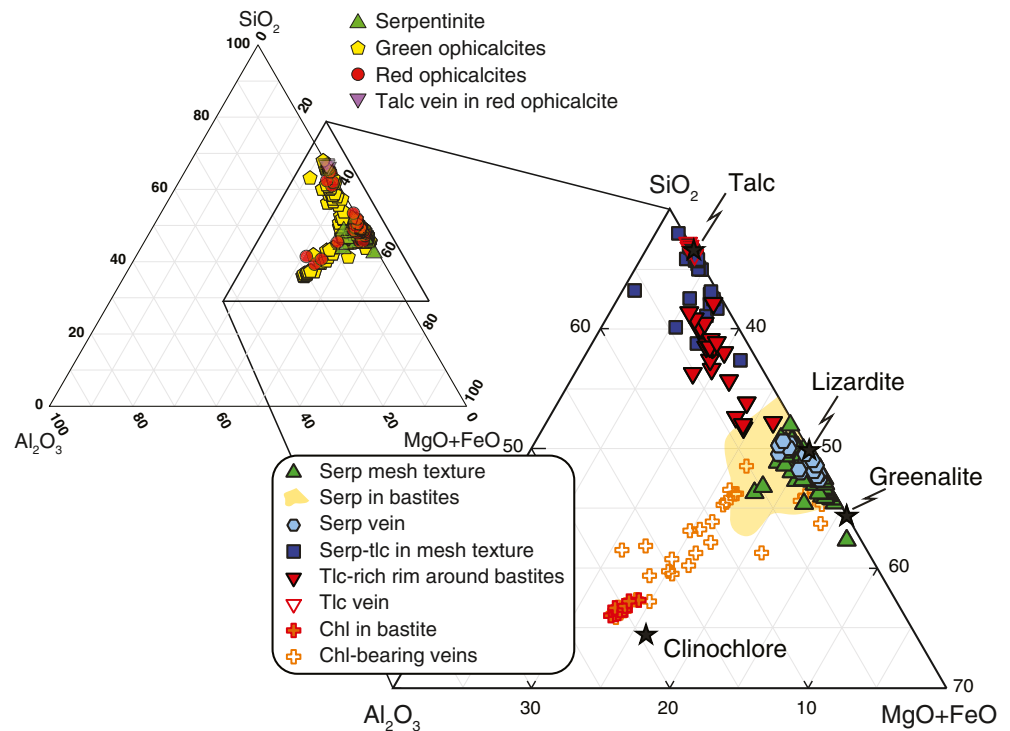 SiO2
100
0
Serpentinite
Green ophicalcites
Red ophicalcites
Talc vein in red ophicalcite
80
20
60
40
40
60
20
80
0
100
100
80
60
40
20
0
Al2O3
MgO+FeO
SiO2
Talc
60
40
Lizardite
50
50
Greenalite
Serp mesh texture
Serp in bastites
Serp vein
Serp-tlc in mesh texture
Tlc-rich rim around bastites
Tlc vein
Chl in bastite
Chl-bearing veins
60
Clinochlore
70
30
20
10
Al2O3
MgO+FeO